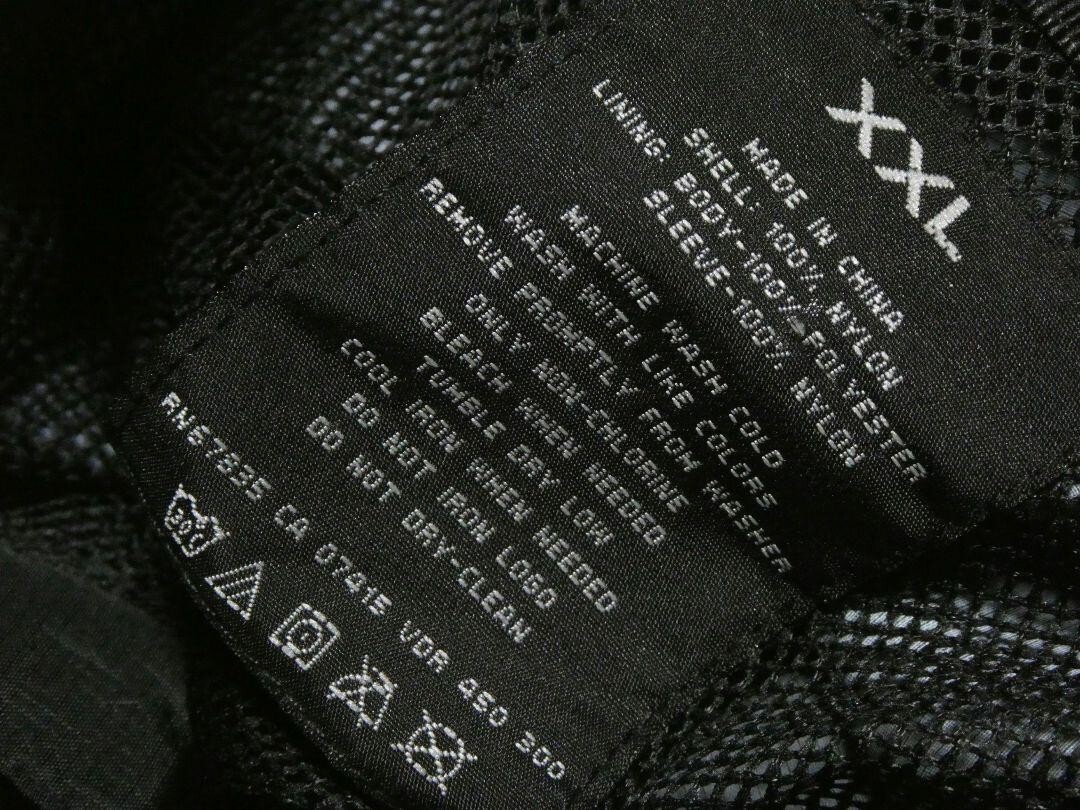 XXL
MADE IN CHINA
SHELL: 100% NYLON
LINING: BODY-100% POLYESTER
SLEEVE-100% NYLON
MACHINE WASH COLD
WASH WITH LIKE COLORS
REMOVE PROMPTLY FROM WASHER
ONLY NON-CHLORINE
BLEACH WHEN NEEDED
TUMBLE DRY LOW
COOL IRON WHEN NEEDED
DO NOT IRON LOGO
DO NOT DRY-CLEAN
CA 07415 VDR 450 300
30